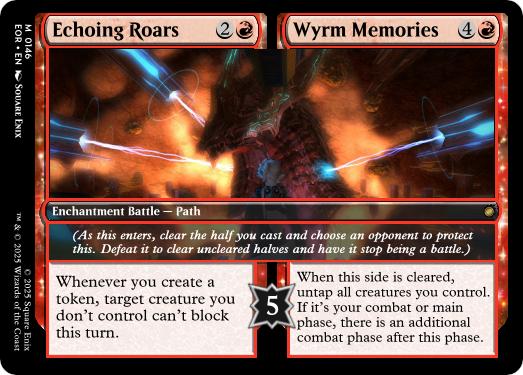 Echoing Roars 2
Wyrm Memories 4
Enchantment Battle — Path
(As this enters, clear the half you cast and choose an opponent to protect
this. Defeat it to clear uncleared halves and have it stop being a battle.)
Whenever you create a
token, target creature you
don't control can't block
this turn.
5
When this side is cleared,
untap all creatures you control.
If it's your combat or main
phase, there is an additional
combat phase after this phase.
M 0146
EOR • EN SQUARE ENIX
™ & © 2025 Wizards of the Coast
© 2025 Square Enix